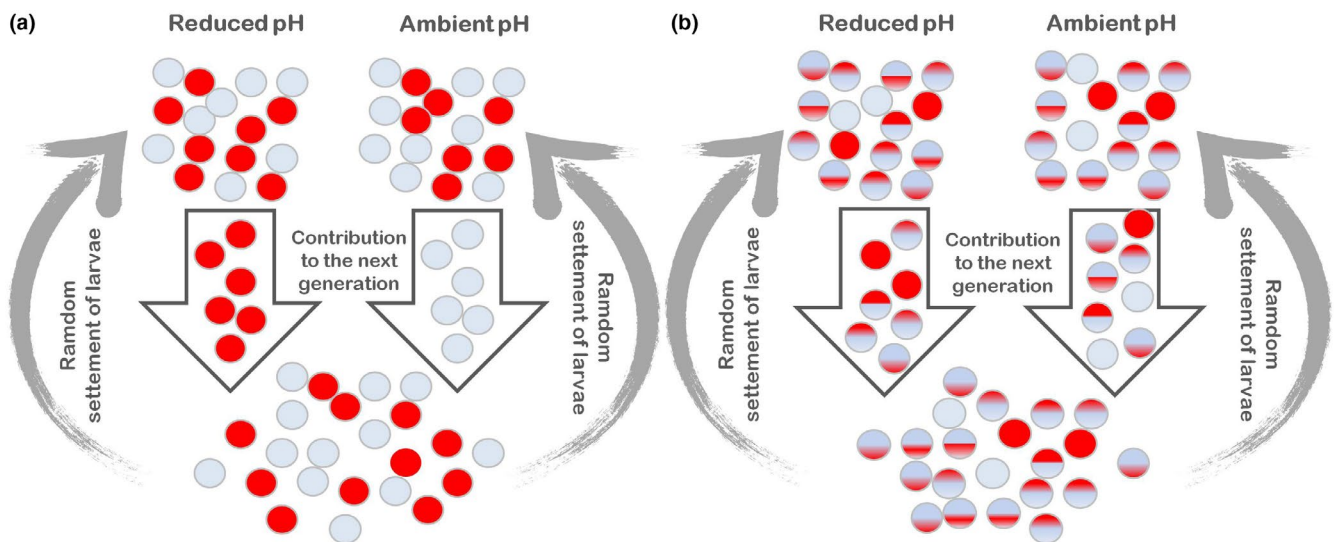 (a)
Reduced pH
Ambient pH
Contribution
to the next
generation
Ramdom
settement of larvae
Ramdom
settement of larvae
(b)
Reduced pH
Ambient pH
Contribution
to the next
generation
Ramdom
settement of larvae
Ramdom
settement of larvae